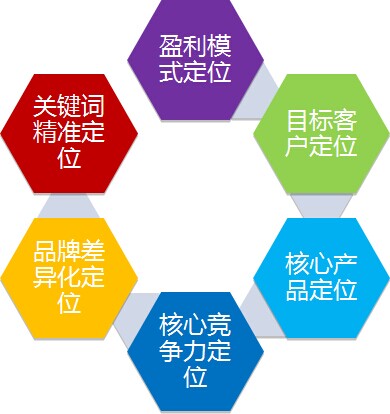 盈利模
式定位
目标客
户定位
核心产
品定位
核心竞
争力定
位
品牌差
异化定
位
关键词
精准定
位